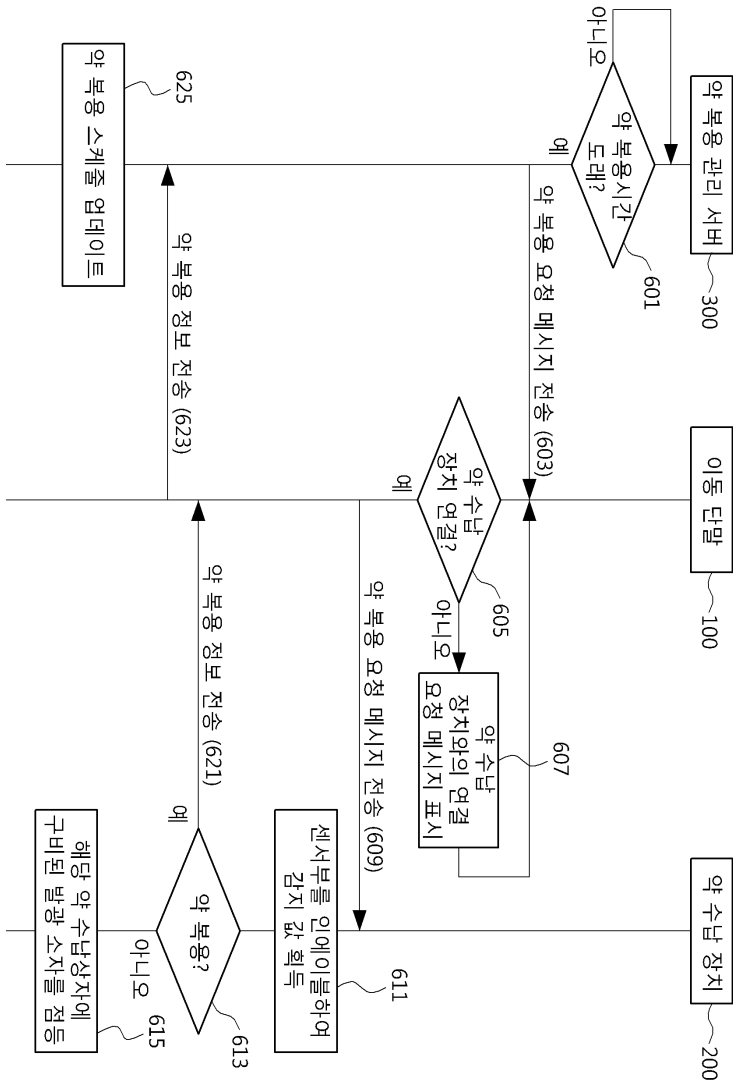 약 복용 관리 서버
300
이동 단말
100
약 수납 장치
200
약 복용시간
도래?
601
아니오
예
약 복용 요청 메시지 전송 (603)
약 수납
장치 연결?
605
아니오
예
약 수납
장치와의 연결
요청 메시지 표시
607
약 복용 요청 메시지 전송 (609)
센서부를 인에이블하여
감지 값 획득
611
약 복용?
613
예
아니오
약 복용 정보 전송 (621)
약 복용 정보 전송 (623)
해당 약 수납상자에
구비된 발광 소자를 점등
615
약 복용 스케줄 업데이트
625